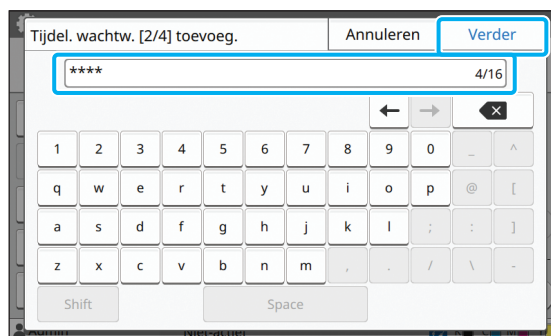 Tijdel. wachtw. [2/4] toevoeg. Annuleren Verder
**** 4/16
← →
1 2 3 4 5 6 7 8 9 0 _ ^
q w e r t y u i o p @ [
a s d f g h j k l ; : ]
z x c v b n m , . / \ -
Shift Space
Admin Niet-actief